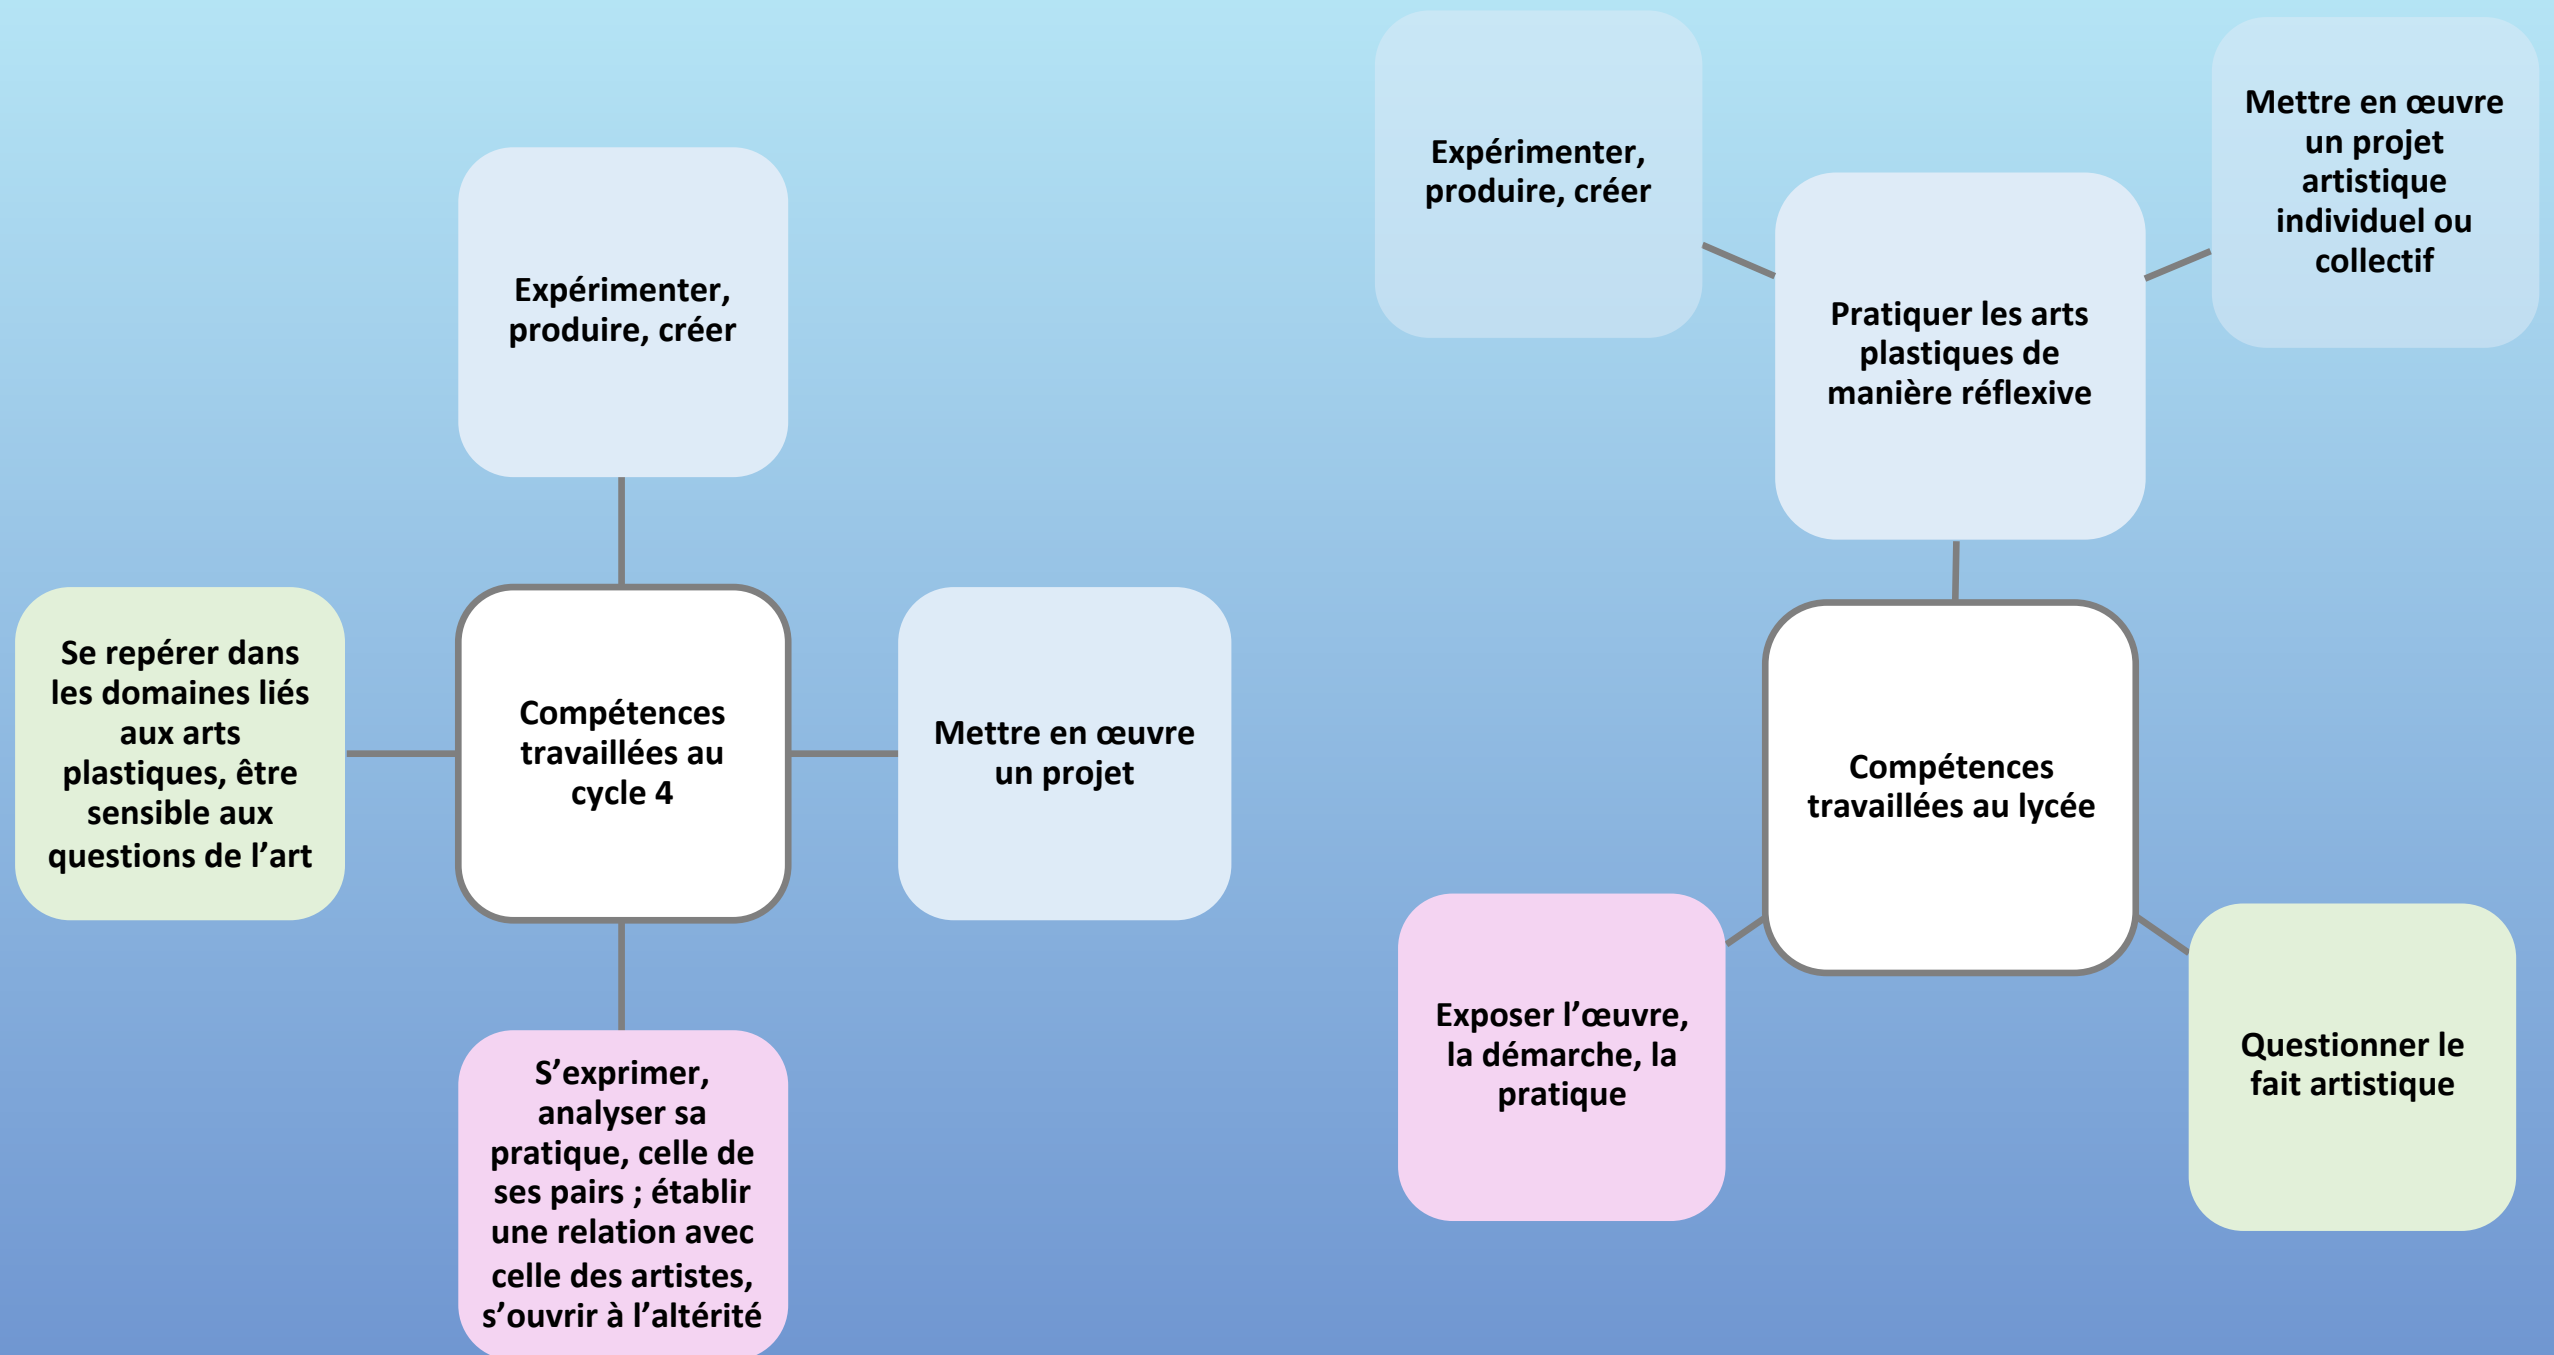 Expérimenter,
produire, créer
Se repérer dans
les domaines liés
aux arts
plastiques, être
sensible aux
questions de l’art
Compétences
travaillées au
cycle 4
Mettre en œuvre
un projet
S’exprimer,
analyser sa
pratique, celle de
ses pairs ; établir
une relation avec
celle des artistes,
s’ouvrir à l’altérité
Expérimenter,
produire, créer
Pratiquer les arts
plastiques de
manière réflexive
Mettre en œuvre
un projet
artistique
individuel ou
collectif
Compétences
travaillées au lycée
Exposer l’œuvre,
la démarche, la
pratique
Questionner le
fait artistique